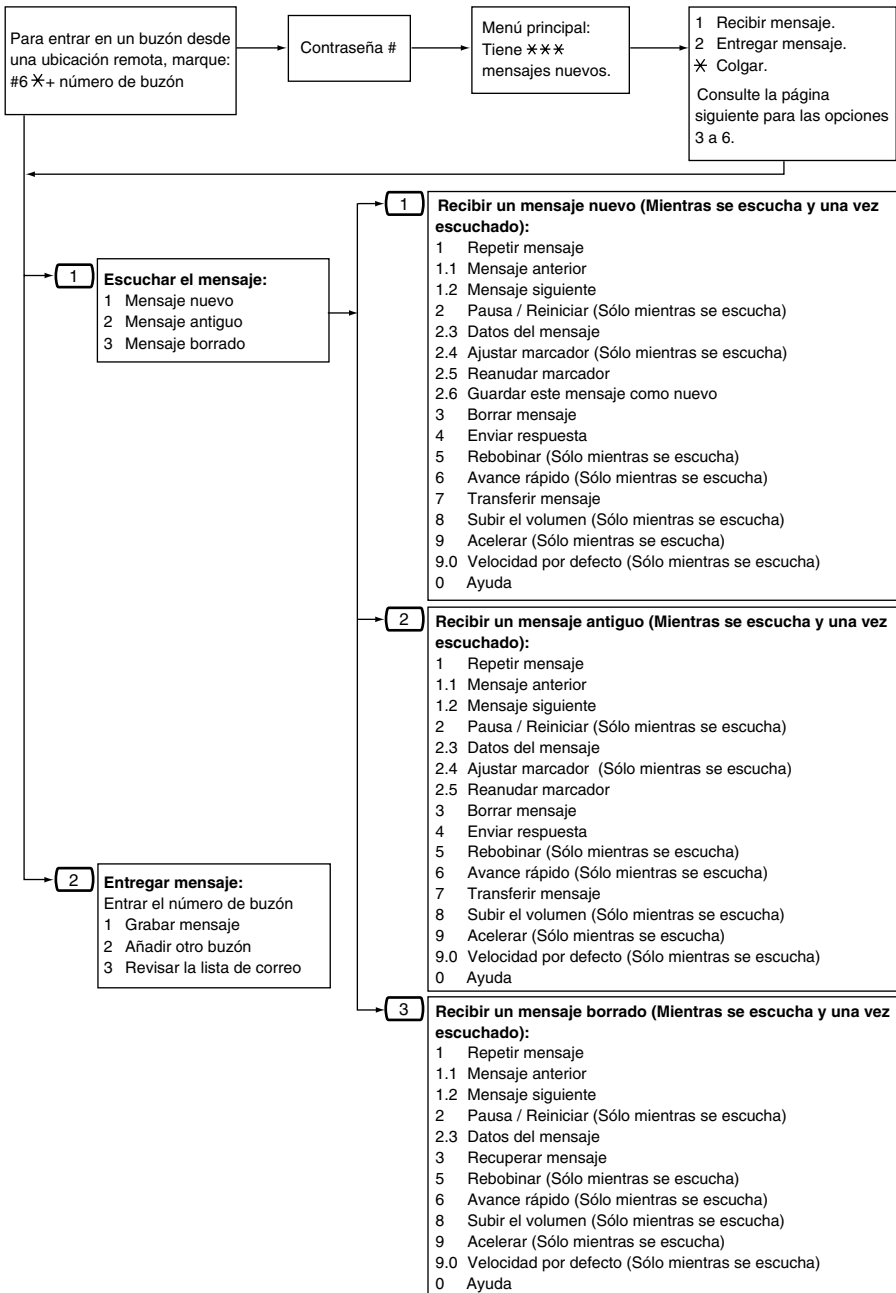 Para entrar en un buzón desde
una ubicación remota, marque:
#6 ✳+ número de buzón
Contraseña #
Menú principal:
Tiene ✳✳✳
mensajes nuevos.
1 Recibir mensaje.
2 Entregar mensaje.
✳ Colgar.
Consulte la página
siguiente para las opciones
3 a 6.
1
Escuchar el mensaje:
1 Mensaje nuevo
2 Mensaje antiguo
3 Mensaje borrado
1
Recibir un mensaje nuevo (Mientras se escucha y una vez
escuchado):
1 Repetir mensaje
1.1 Mensaje anterior
1.2 Mensaje siguiente
2 Pausa / Reiniciar (Sólo mientras se escucha)
2.3 Datos del mensaje
2.4 Ajustar marcador (Sólo mientras se escucha)
2.5 Reanudar marcador
2.6 Guardar este mensaje como nuevo
3 Borrar mensaje
4 Enviar respuesta
5 Rebobinar (Sólo mientras se escucha)
6 Avance rápido (Sólo mientras se escucha)
7 Transferir mensaje
8 Subir el volumen (Sólo mientras se escucha)
9 Acelerar (Sólo mientras se escucha)
9.0 Velocidad por defecto (Sólo mientras se escucha)
0 Ayuda
2
Recibir un mensaje antiguo (Mientras se escucha y una vez
escuchado):
1 Repetir mensaje
1.1 Mensaje anterior
1.2 Mensaje siguiente
2 Pausa / Reiniciar (Sólo mientras se escucha)
2.3 Datos del mensaje
2.4 Ajustar marcador (Sólo mientras se escucha)
2.5 Reanudar marcador
3 Borrar mensaje
4 Enviar respuesta
5 Rebobinar (Sólo mientras se escucha)
6 Avance rápido (Sólo mientras se escucha)
7 Transferir mensaje
8 Subir el volumen (Sólo mientras se escucha)
9 Acelerar (Sólo mientras se escucha)
9.0 Velocidad por defecto (Sólo mientras se escucha)
0 Ayuda
2
Entregar mensaje:
Entrar el número de buzón
1 Grabar mensaje
2 Añadir otro buzón
3 Revisar la lista de correo
3
Recibir un mensaje borrado (Mientras se escucha y una vez
escuchado):
1 Repetir mensaje
1.1 Mensaje anterior
1.2 Mensaje siguiente
2 Pausa / Reiniciar (Sólo mientras se escucha)
2.3 Datos del mensaje
3 Recuperar mensaje
5 Rebobinar (Sólo mientras se escucha)
6 Avance rápido (Sólo mientras se escucha)
8 Subir el volumen (Sólo mientras se escucha)
9 Acelerar (Sólo mientras se escucha)
9.0 Velocidad por defecto (Sólo mientras se escucha)
0 Ayuda